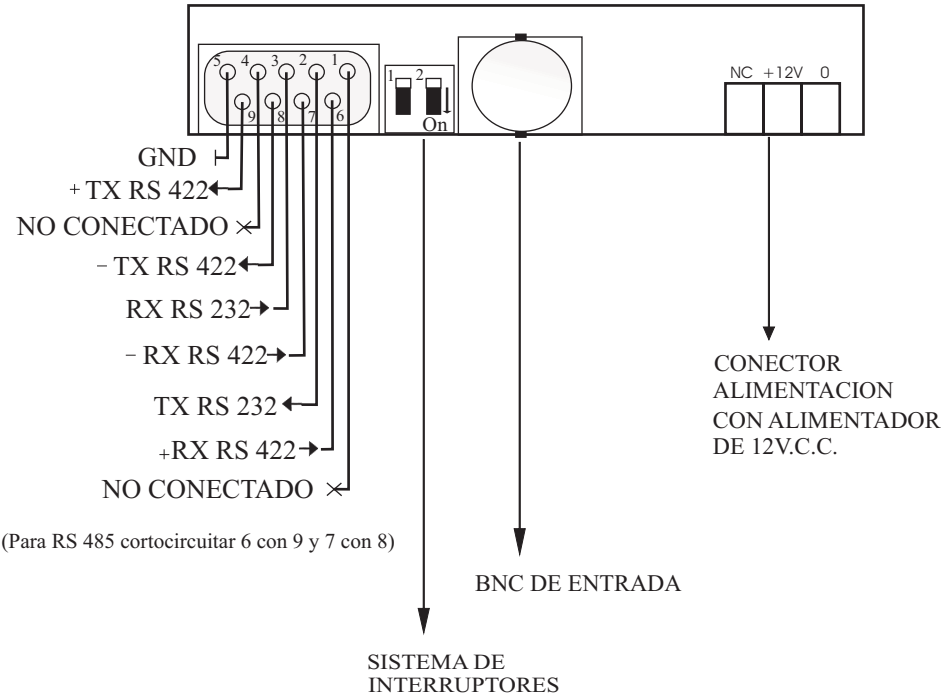 5 4 3 2 1
9 8 7 6
1 2
On
NC +12V 0
GND
+ TX RS 422
NO CONECTADO
- TX RS 422
RX RS 232
- RX RS 422
TX RS 232
+RX RS 422
NO CONECTADO
(Para RS 485 cortocircuitar 6 con 9 y 7 con 8)
CONECTOR
ALIMENTACION
CON ALIMENTADOR
DE 12V.C.C.
BNC DE ENTRADA
SISTEMA DE
INTERRUPTORES